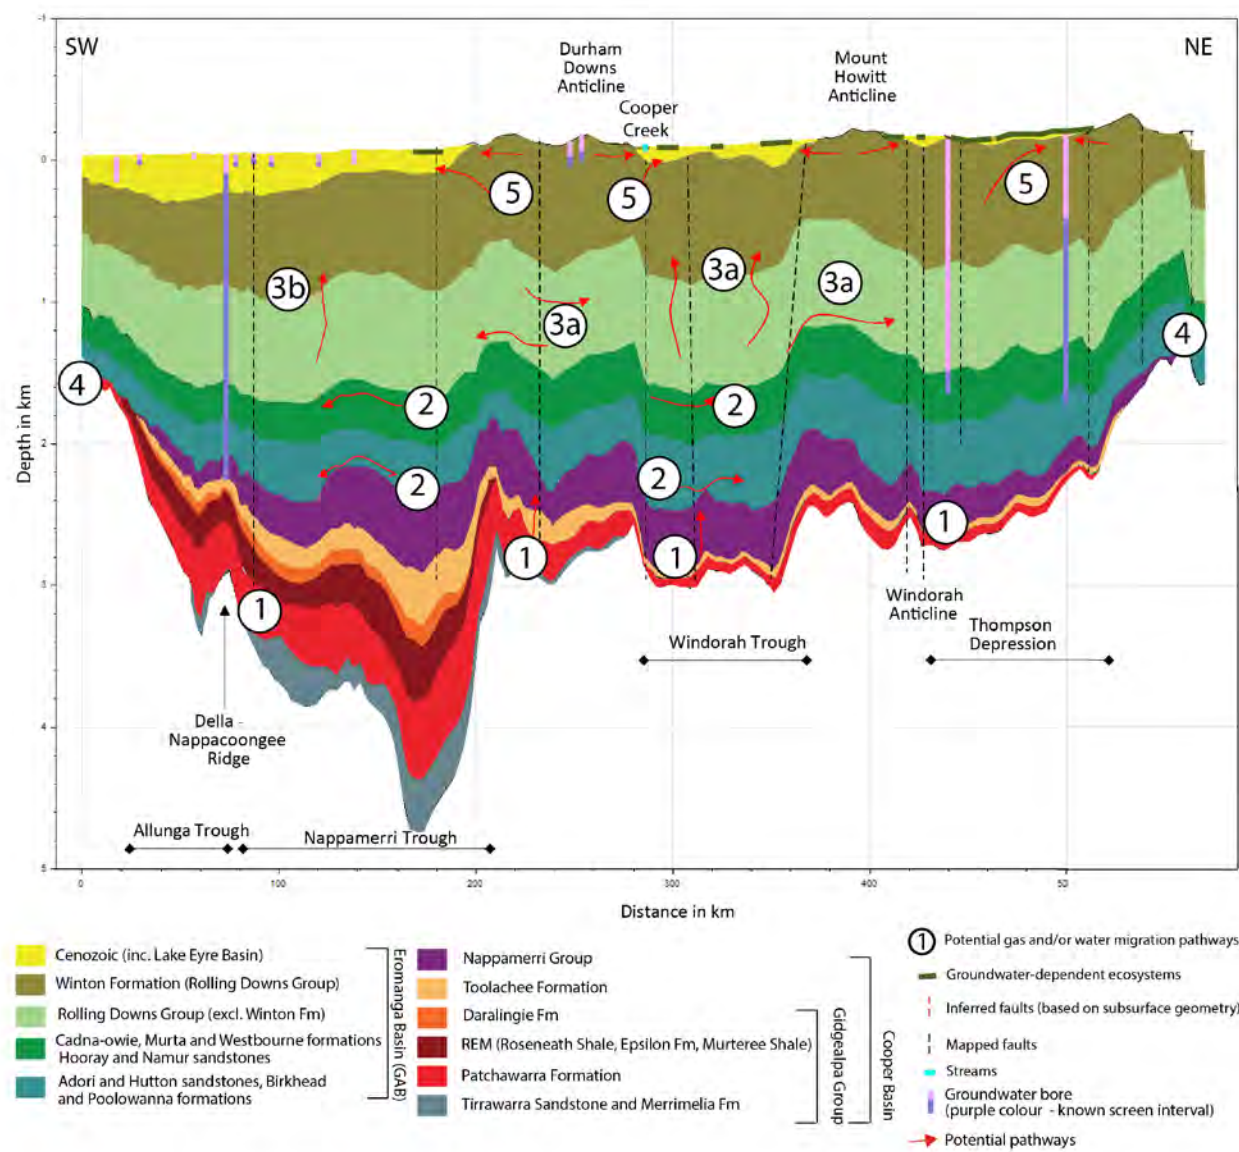 SW
NE
Durham
Downs
Anticline
Mount
Howitt
Anticline
Cooper
Creek
-1
0
1
2
3
4
5
Depth in km
5
5
5
3b
3a
3a
3a
4
4
2
2
2
2
1
1
1
1
Della -
Nappacoongee
Ridge
Windorah Trough
Windorah
Anticline
Thompson
Depression
Allunga Trough
Nappamerri Trough
0
100
200
300
400
50
Distance in km
Cenozoic (inc. Lake Eyre Basin)
Winton Formation (Rolling Downs Group)
Rolling Downs Group (excl. Winton Fm)
Cadna-owie, Murta and Westbourne formations
Hooray and Namur sandstones
Adori and Hutton sandstones, Birkhead
and Poolowanna formations
Eromanga Basin (GAB)
Nappamerri Group
Toolachee Formation
Daralingie Fm
REM (Roseneath Shale, Epsilon Fm, Murteree Shale)
Patchawarra Formation
Tirrawarra Sandstone and Merrimelia Fm
Gidgealpa Group
Cooper Basin
1 Potential gas and/or water migration pathways
Groundwater-dependent ecosystems
Inferred faults (based on subsurface geometry)
Mapped faults
Streams
Groundwater bore
(purple colour - known screen interval)
Potential pathways